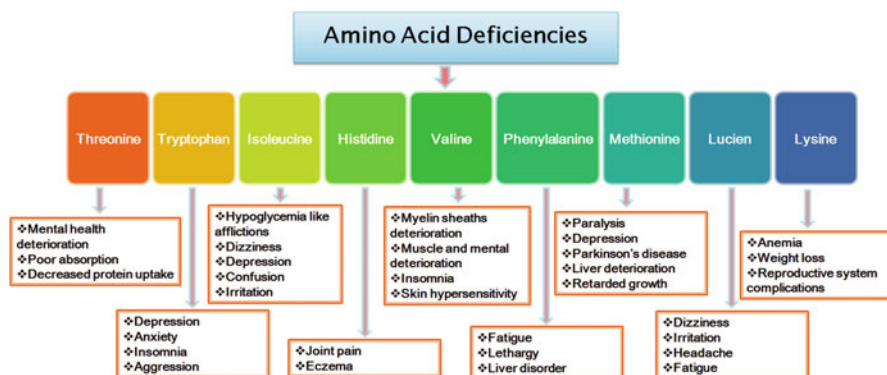 Amino Acid Deficiencies
Threonine
Tryptophan
Isoleucine
Histidine
Valine
Phenylalanine
Methionine
Lucien
Lysine
❖Mental health
deterioration
❖Poor absorption
❖Decreased protein uptake
❖Depression
❖Anxiety
❖Insomnia
❖Aggression
❖Hypoglycemia like
afflictions
❖Dizziness
❖Depression
❖Confusion
❖Irritation
❖Joint pain
❖Eczema
❖Myelin sheaths
deterioration
❖Muscle and mental
deterioration
❖Insomnia
❖Skin hypersensitivity
❖Fatigue
❖Lethargy
❖Liver disorder
❖Paralysis
❖Depression
❖Parkinson's disease
❖Liver deterioration
❖Retarded growth
❖Dizziness
❖Irritation
❖Headache
❖Fatigue
❖Anemia
❖Weight loss
❖Reproductive system
complications